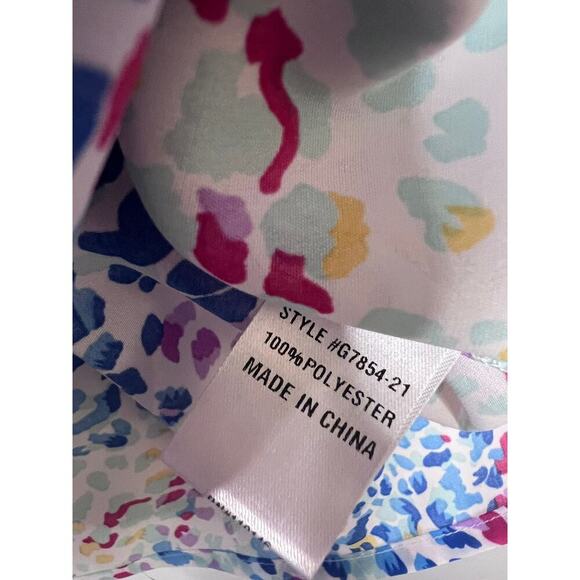 STYLE #G7854-21
100%POLYESTER
MADE IN CHINA